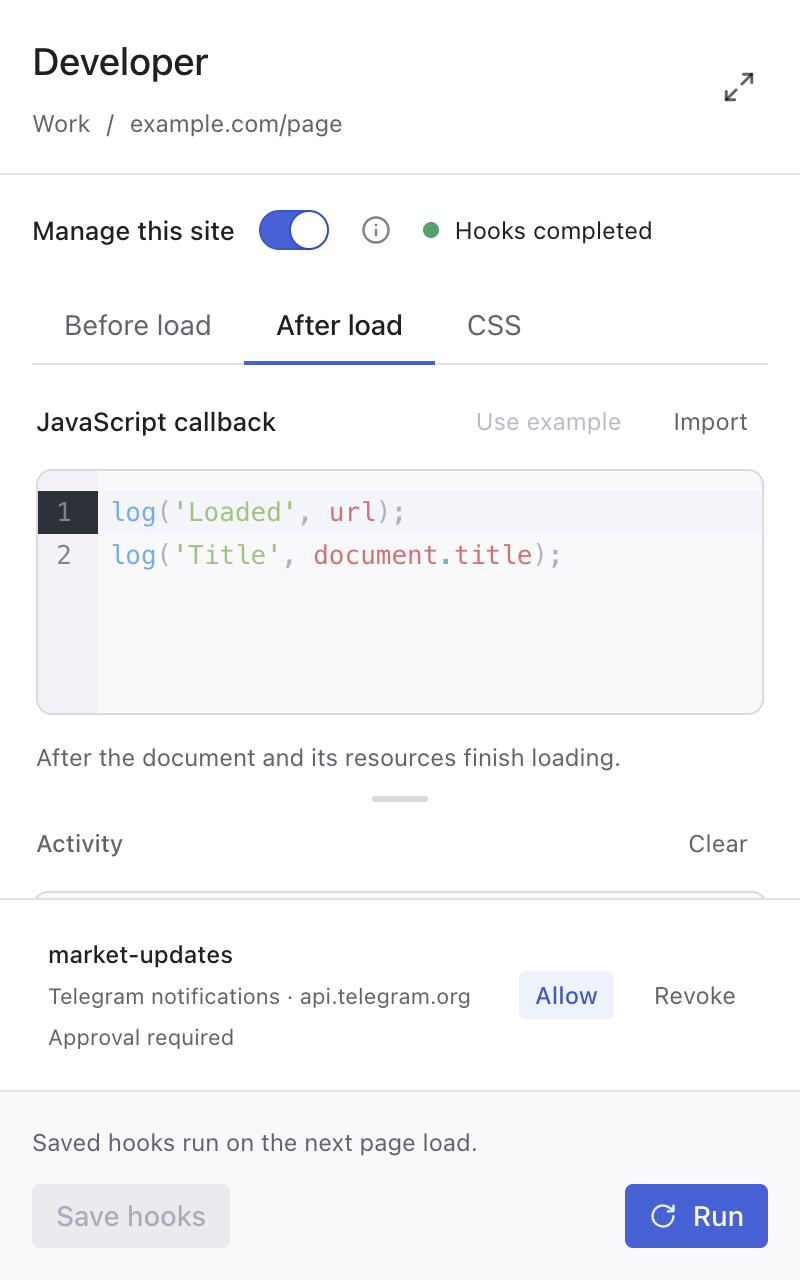 Developer
Work / example.com/page
Manage this site Hooks completed
Before load After load CSS
JavaScript callback Use example Import
1 log('Loaded', url);
2 log('Title', document.title);
After the document and its resources finish loading.
Activity Clear
market-updates
Telegram notifications · api.telegram.org
Allow Revoke
Approval required
Saved hooks run on the next page load.
Save hooks Run